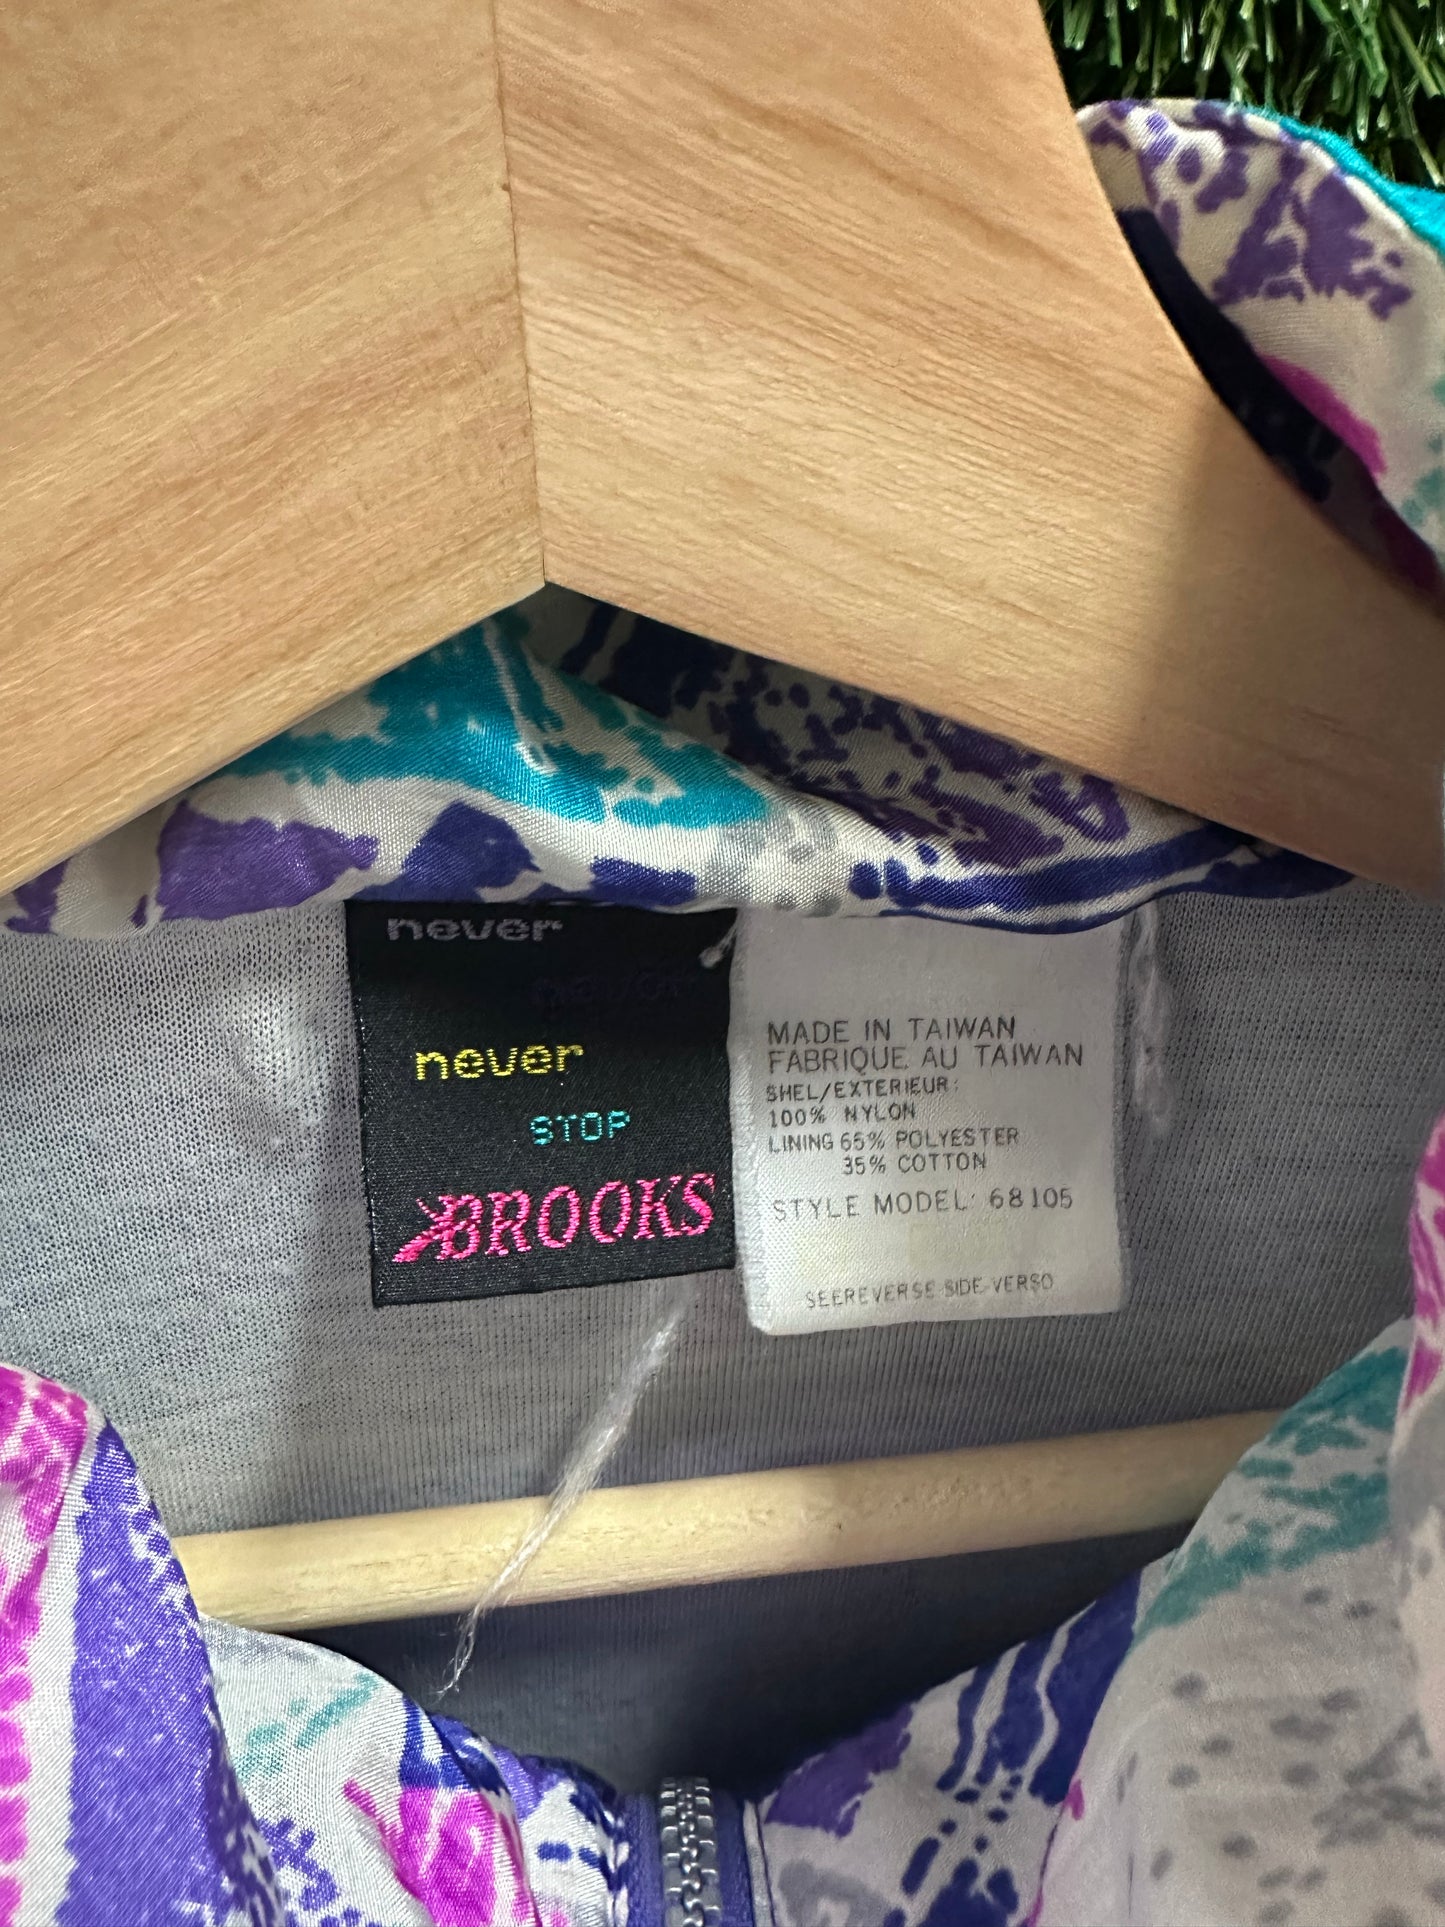 never
never
never
STOP
BROOKS
MADE IN TAIWAN
FABRIQUE AU TAIWAN
SHEL/EXTERIEUR:
100% NYLON
LINING 65% POLYESTER
35% COTTON
STYLE MODEL: 68105
SEEREVERSE-SIDE-VERSO